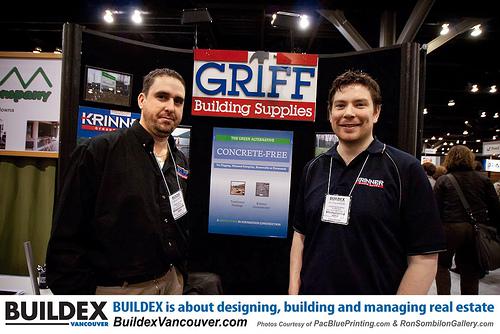 GRIFF
Building Supplies
KRINNER
THE GREEN ALTERNATIVE
CONCRETE-FREE
KRINNER
BUILDEX
BUILDEX
VANCOUVER
BUILDEX is about designing, building and managing real estate
BuildexVancouver.com
Photos Courtesy of PacBluePrinting.com & RonSombilonGallery.com